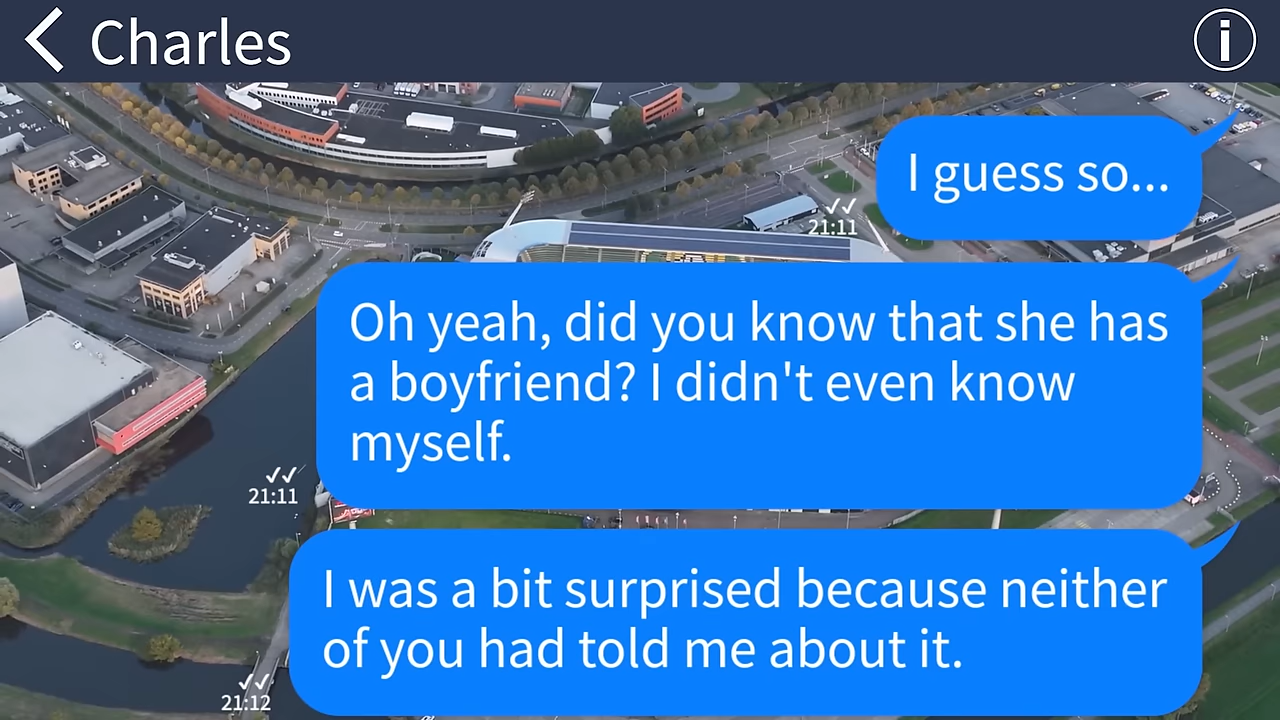 Charles
I guess so...
21:11
Oh yeah, did you know that she has
a boyfriend? I didn't even know
myself.
21:11
I was a bit surprised because neither
of you had told me about it.
21:12